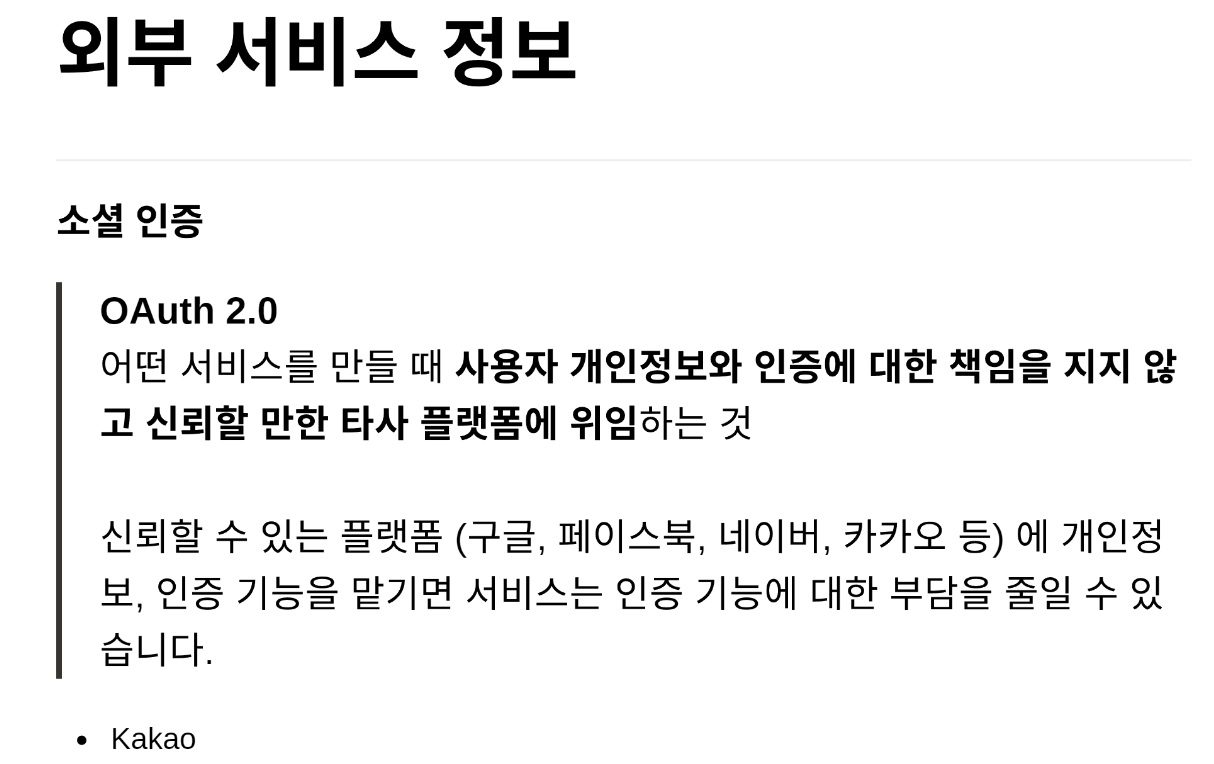 외부 서비스 정보
소셜 인증
OAuth 2.0
어떤 서비스를 만들 때 사용자 개인정보와 인증에 대한 책임을 지지 않
고 신뢰할 만한 타사 플랫폼에 위임하는 것
신뢰할 수 있는 플랫폼 (구글, 페이스북, 네이버, 카카오 등) 에 개인정
보, 인증 기능을 맡기면 서비스는 인증 기능에 대한 부담을 줄일 수 있
습니다.
• Kakao